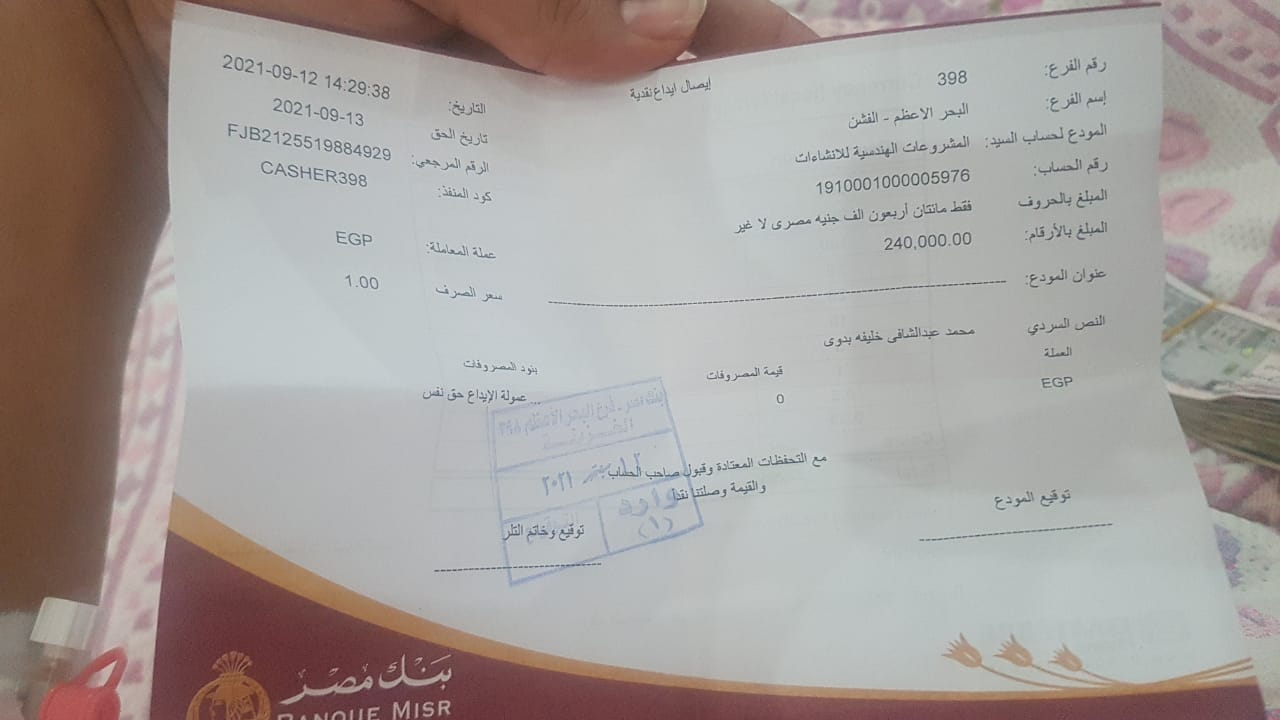 إيصال ايداع نقدية
رقم الفرع: 398
إسم الفرع: البحر الاعظم - الفشن
المودع لحساب السيد: المشروعات الهندسية للانشاءات
رقم الحساب: 1910001000005976
المبلغ بالحروف فقط مائتان أربعون الف جنيه مصرى لا غير
المبلغ بالأرقام: 240,000.00
عنوان المودع:
التاريخ: 2021-09-12 14:29:38
تاريخ الحق 2021-09-13
الرقم المرجعي: FJB2125519884929
كود المنفذ: CASHER398
عملة المعاملة: EGP
سعر الصرف 1.00
النص السردي محمد عبدالشافى خليفه بدوى
العملة قيمة المصروفات بنود المصروفات
EGP 0 عمولة الإيداع حق نفس ...
بنك مصر - فرع البحر الأعظم ٣٩٨
الخزينة
١٢ سبتمبر ٢٠٢١
وارد
(١)
مع التحفظات المعتادة وقبول صاحب الحساب
والقيمة وصلتنا نقدا
توقيع المودع
توقيع وخاتم التلر
بنك مصر
BANQUE MISR